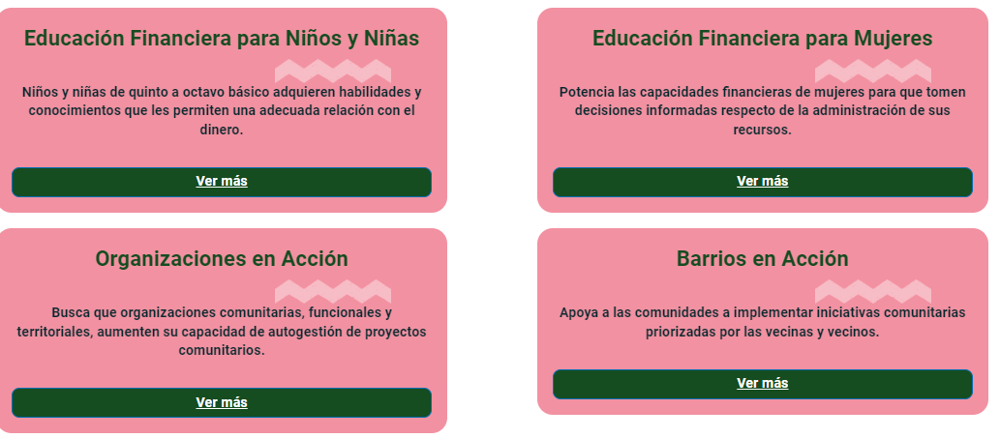 Educación Financiera para Niños y Niñas
Niños y niñas de quinto a octavo básico adquieren habilidades y
conocimientos que les permiten una adecuada relación con el
dinero.
Ver más
Educación Financiera para Mujeres
Potencia las capacidades financieras de mujeres para que tomen
decisiones informadas respecto de la administración de sus
recursos.
Ver más
Organizaciones en Acción
Busca que organizaciones comunitarias, funcionales y
territoriales, aumenten su capacidad de autogestión de proyectos
comunitarios.
Ver más
Barrios en Acción
Apoya a las comunidades a implementar iniciativas comunitarias
priorizadas por las vecinas y vecinos.
Ver más